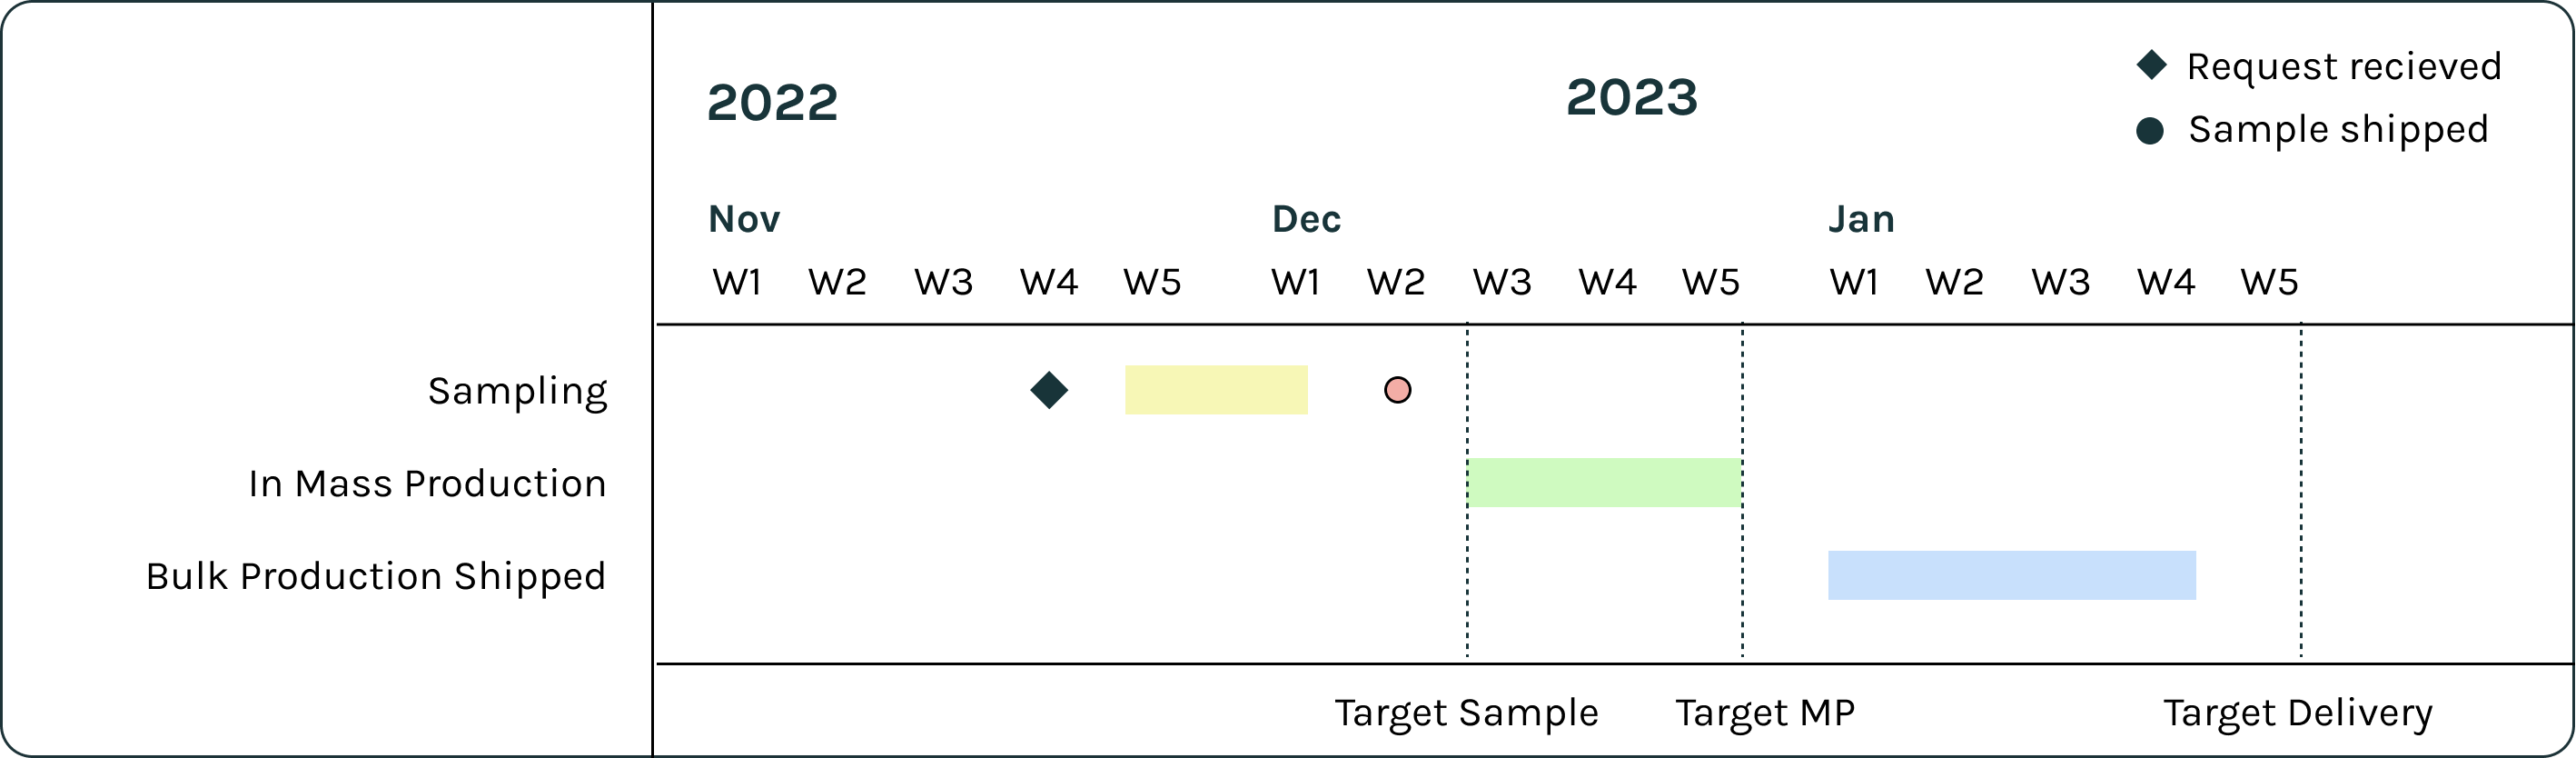 2022
2023
Request recieved
Sample shipped
Nov
Dec
Jan
W1 W2 W3 W4 W5 W1 W2 W3 W4 W5 W1 W2 W3 W4 W5
Sampling
In Mass Production
Bulk Production Shipped
Target Sample
Target MP
Target Delivery